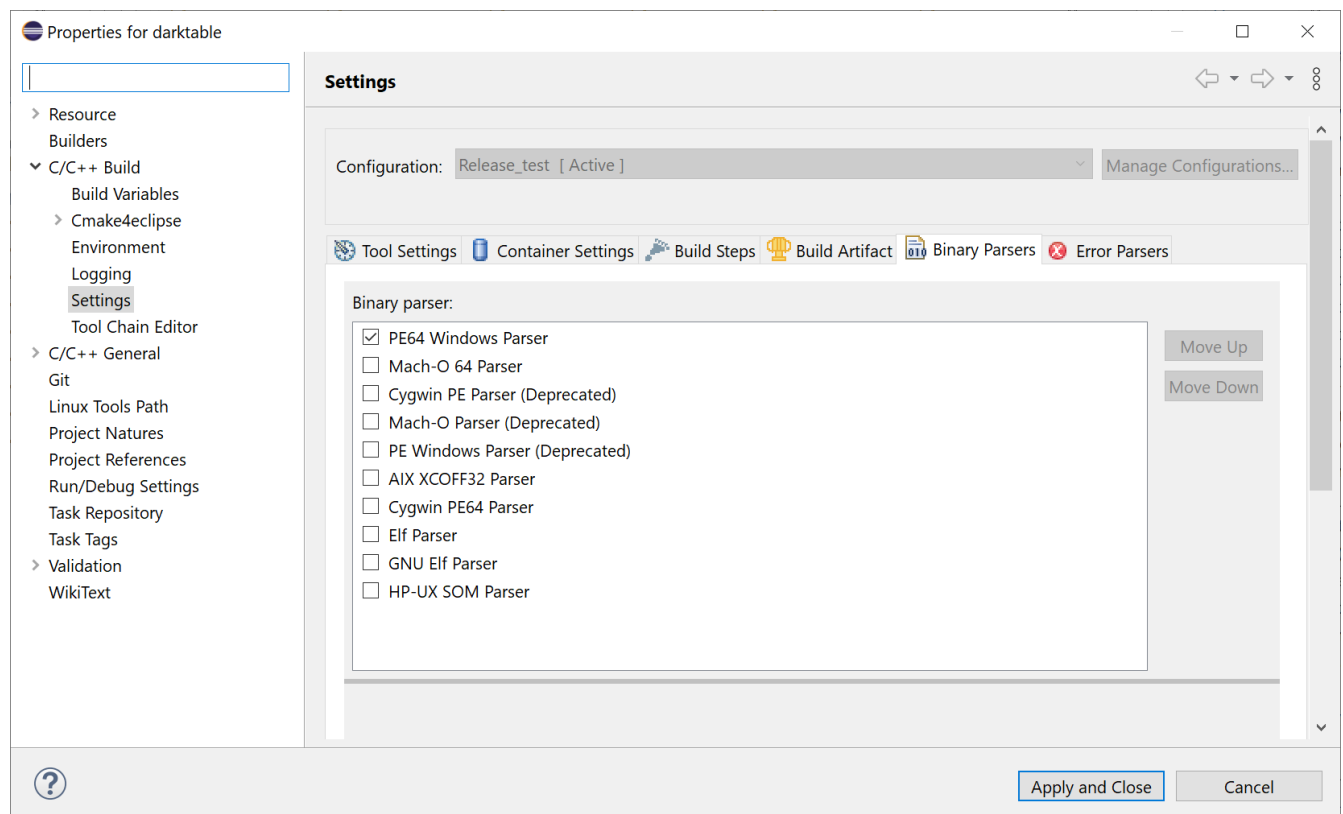 Properties for darktable
Settings
Resource
Builders
C/C++ Build
Build Variables
Cmake4eclipse
Environment
Logging
Settings
Tool Chain Editor
C/C++ General
Git
Linux Tools Path
Project Natures
Project References
Run/Debug Settings
Task Repository
Task Tags
Validation
WikiText
Configuration: Release_test [ Active ] Manage Configurations...
Tool Settings Container Settings Build Steps Build Artifact 010 Binary Parsers Error Parsers
Binary parser:
PE64 Windows Parser
Mach-O 64 Parser
Cygwin PE Parser (Deprecated)
Mach-O Parser (Deprecated)
PE Windows Parser (Deprecated)
AIX XCOFF32 Parser
Cygwin PE64 Parser
Elf Parser
GNU Elf Parser
HP-UX SOM Parser
Move Up
Move Down
? Apply and Close Cancel